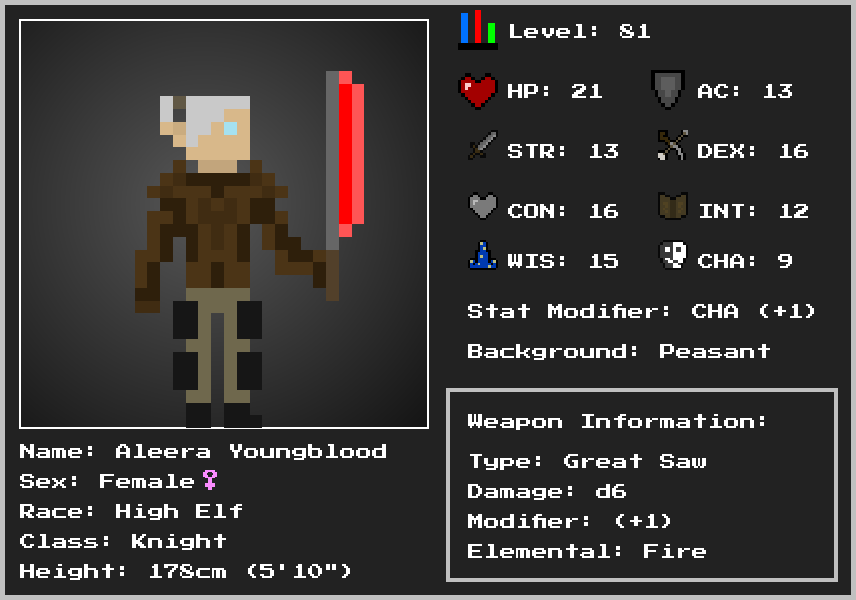 Level: 81
HP: 21 AC: 13
STR: 13 DEX: 16
CON: 16 INT: 12
WIS: 15 CHA: 9
Stat Modifier: CHA (+1)
Background: Peasant
Weapon Information:
Type: Great Saw
Damage: d6
Modifier: (+1)
Elemental: Fire
Name: Aleera Youngblood
Sex: Female♀
Race: High Elf
Class: Knight
Height: 178cm (5'10")